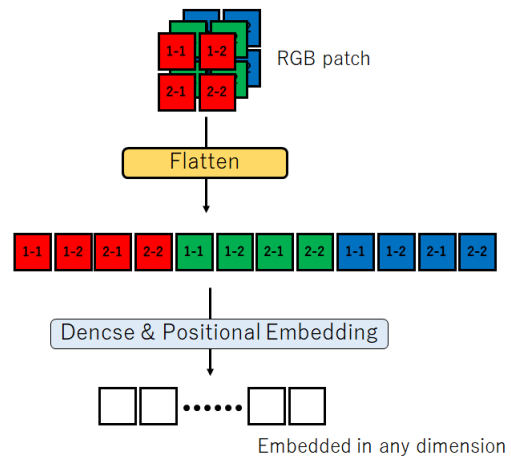 1-1 1-2
RGB patch
2-1 2-2
Flatten
1-1 1-2 2-1 2-2 1-1 1-2 2-1 2-2 1-1 1-2 2-1 2-2
Dencse & Positional Embedding
Embedded in any dimension